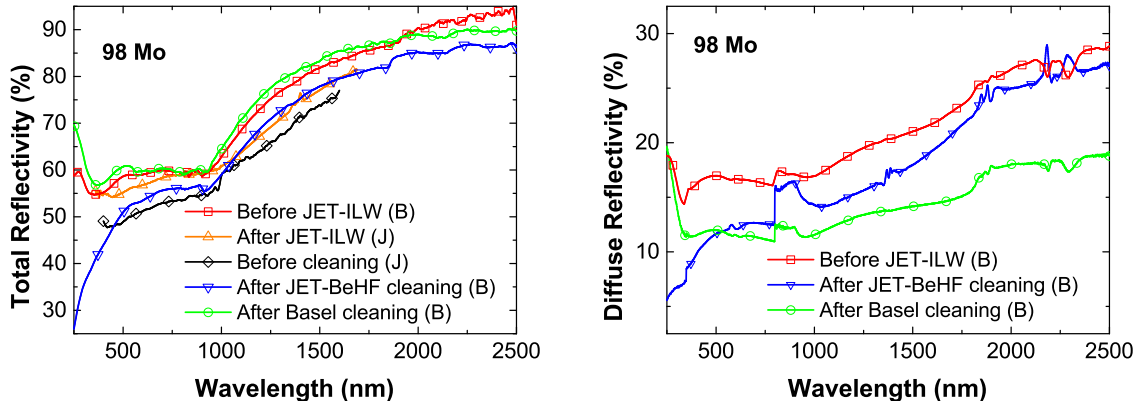 98 Mo
Total Reflectivity (%)
90
80
70
60
50
40
30
500
1000
1500
2000
2500
Wavelength (nm)
Before JET-ILW (B)
After JET-ILW (J)
Before cleaning (J)
After JET-BeHF cleaning (B)
After Basel cleaning (B)
98 Mo
Diffuse Reflectivity (%)
30
20
10
500
1000
1500
2000
2500
Wavelength (nm)
Before JET-ILW (B)
After JET-BeHF cleaning (B)
After Basel cleaning (B)